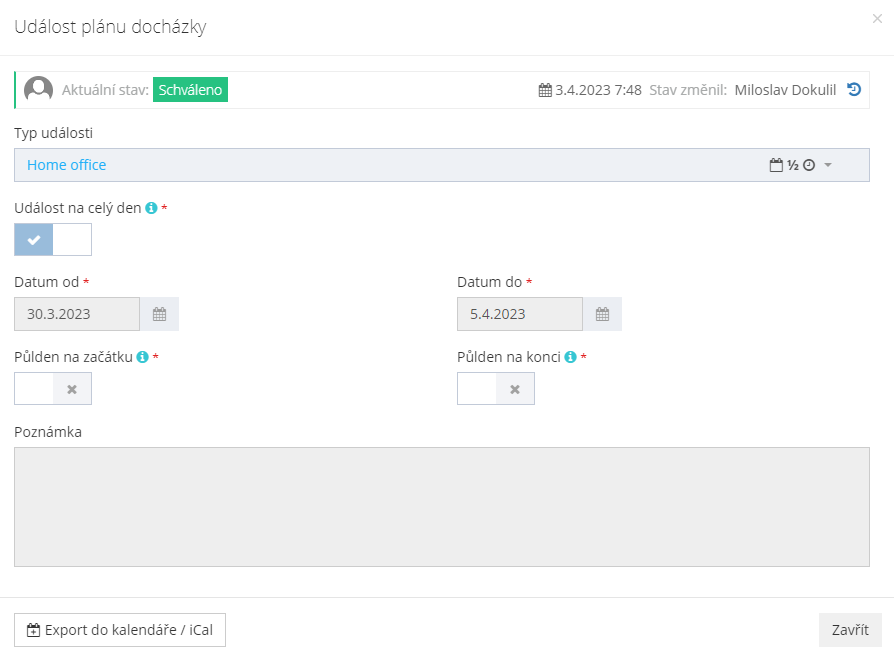 Událost plánu docházky
Aktuální stav: Schváleno 3.4.2023 7:48 Stav změnil: Miloslav Dokulil
Typ události
Home office ½
Událost na celý den *
Datum od * Datum do *
30.3.2023 5.4.2023
Půlden na začátku * Půlden na konci *
Poznámka
Export do kalendáře / iCal Zavřít